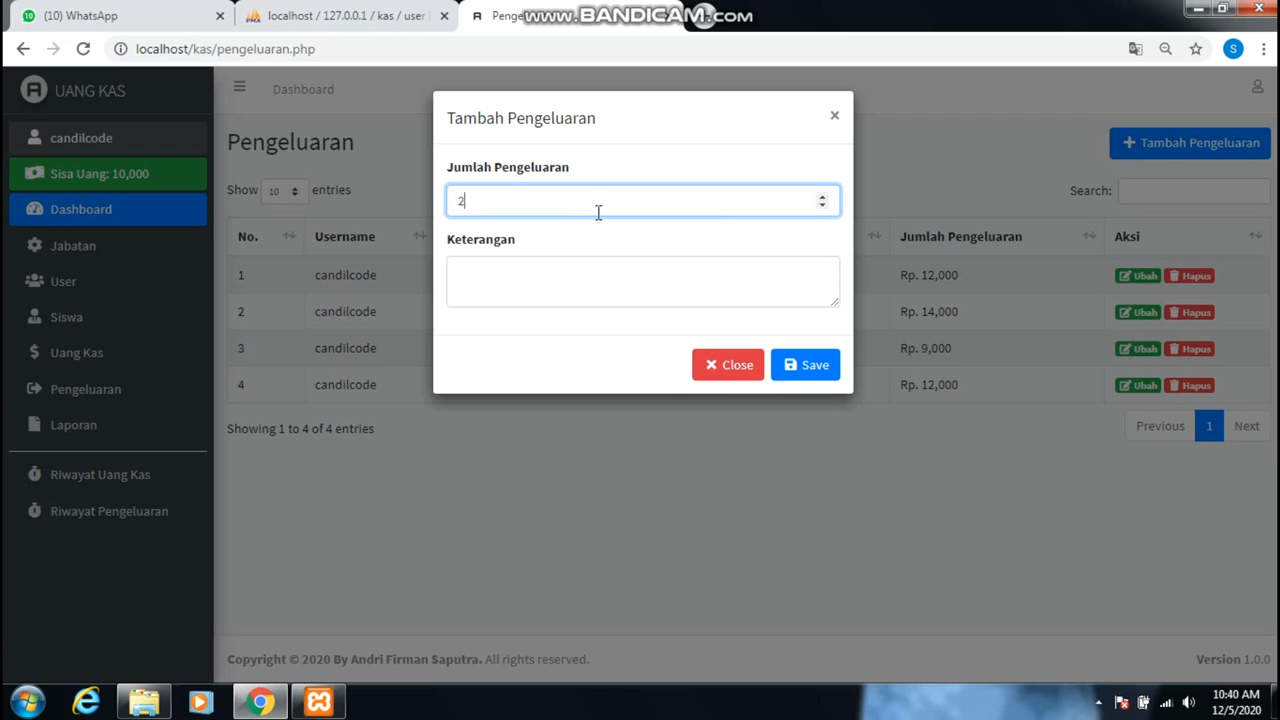 (10) WhatsApp
localhost / 127.0.0.1 / kas / user
Penge
WWW.BANDICAM.COM
localhost/kas/pengeluaran.php
S
UANG KAS
Dashboard
candilcode
Sisa Uang: 10,000
Dashboard
Jabatan
User
Siswa
Uang Kas
Pengeluaran
Laporan
Riwayat Uang Kas
Riwayat Pengeluaran
Pengeluaran
Tambah Pengeluaran
Show 10 entries
Search:
No. Username Jumlah Pengeluaran Aksi
1 candilcode Rp. 12,000 Ubah Hapus
2 candilcode Rp. 14,000 Ubah Hapus
3 candilcode Rp. 9,000 Ubah Hapus
4 candilcode Rp. 12,000 Ubah Hapus
Showing 1 to 4 of 4 entries
Previous 1 Next
Tambah Pengeluaran ×
Jumlah Pengeluaran
2
Keterangan
Close Save
Copyright © 2020 By Andri Firman Saputra. All rights reserved.
Version 1.0.0
10:40 AM
12/5/2020